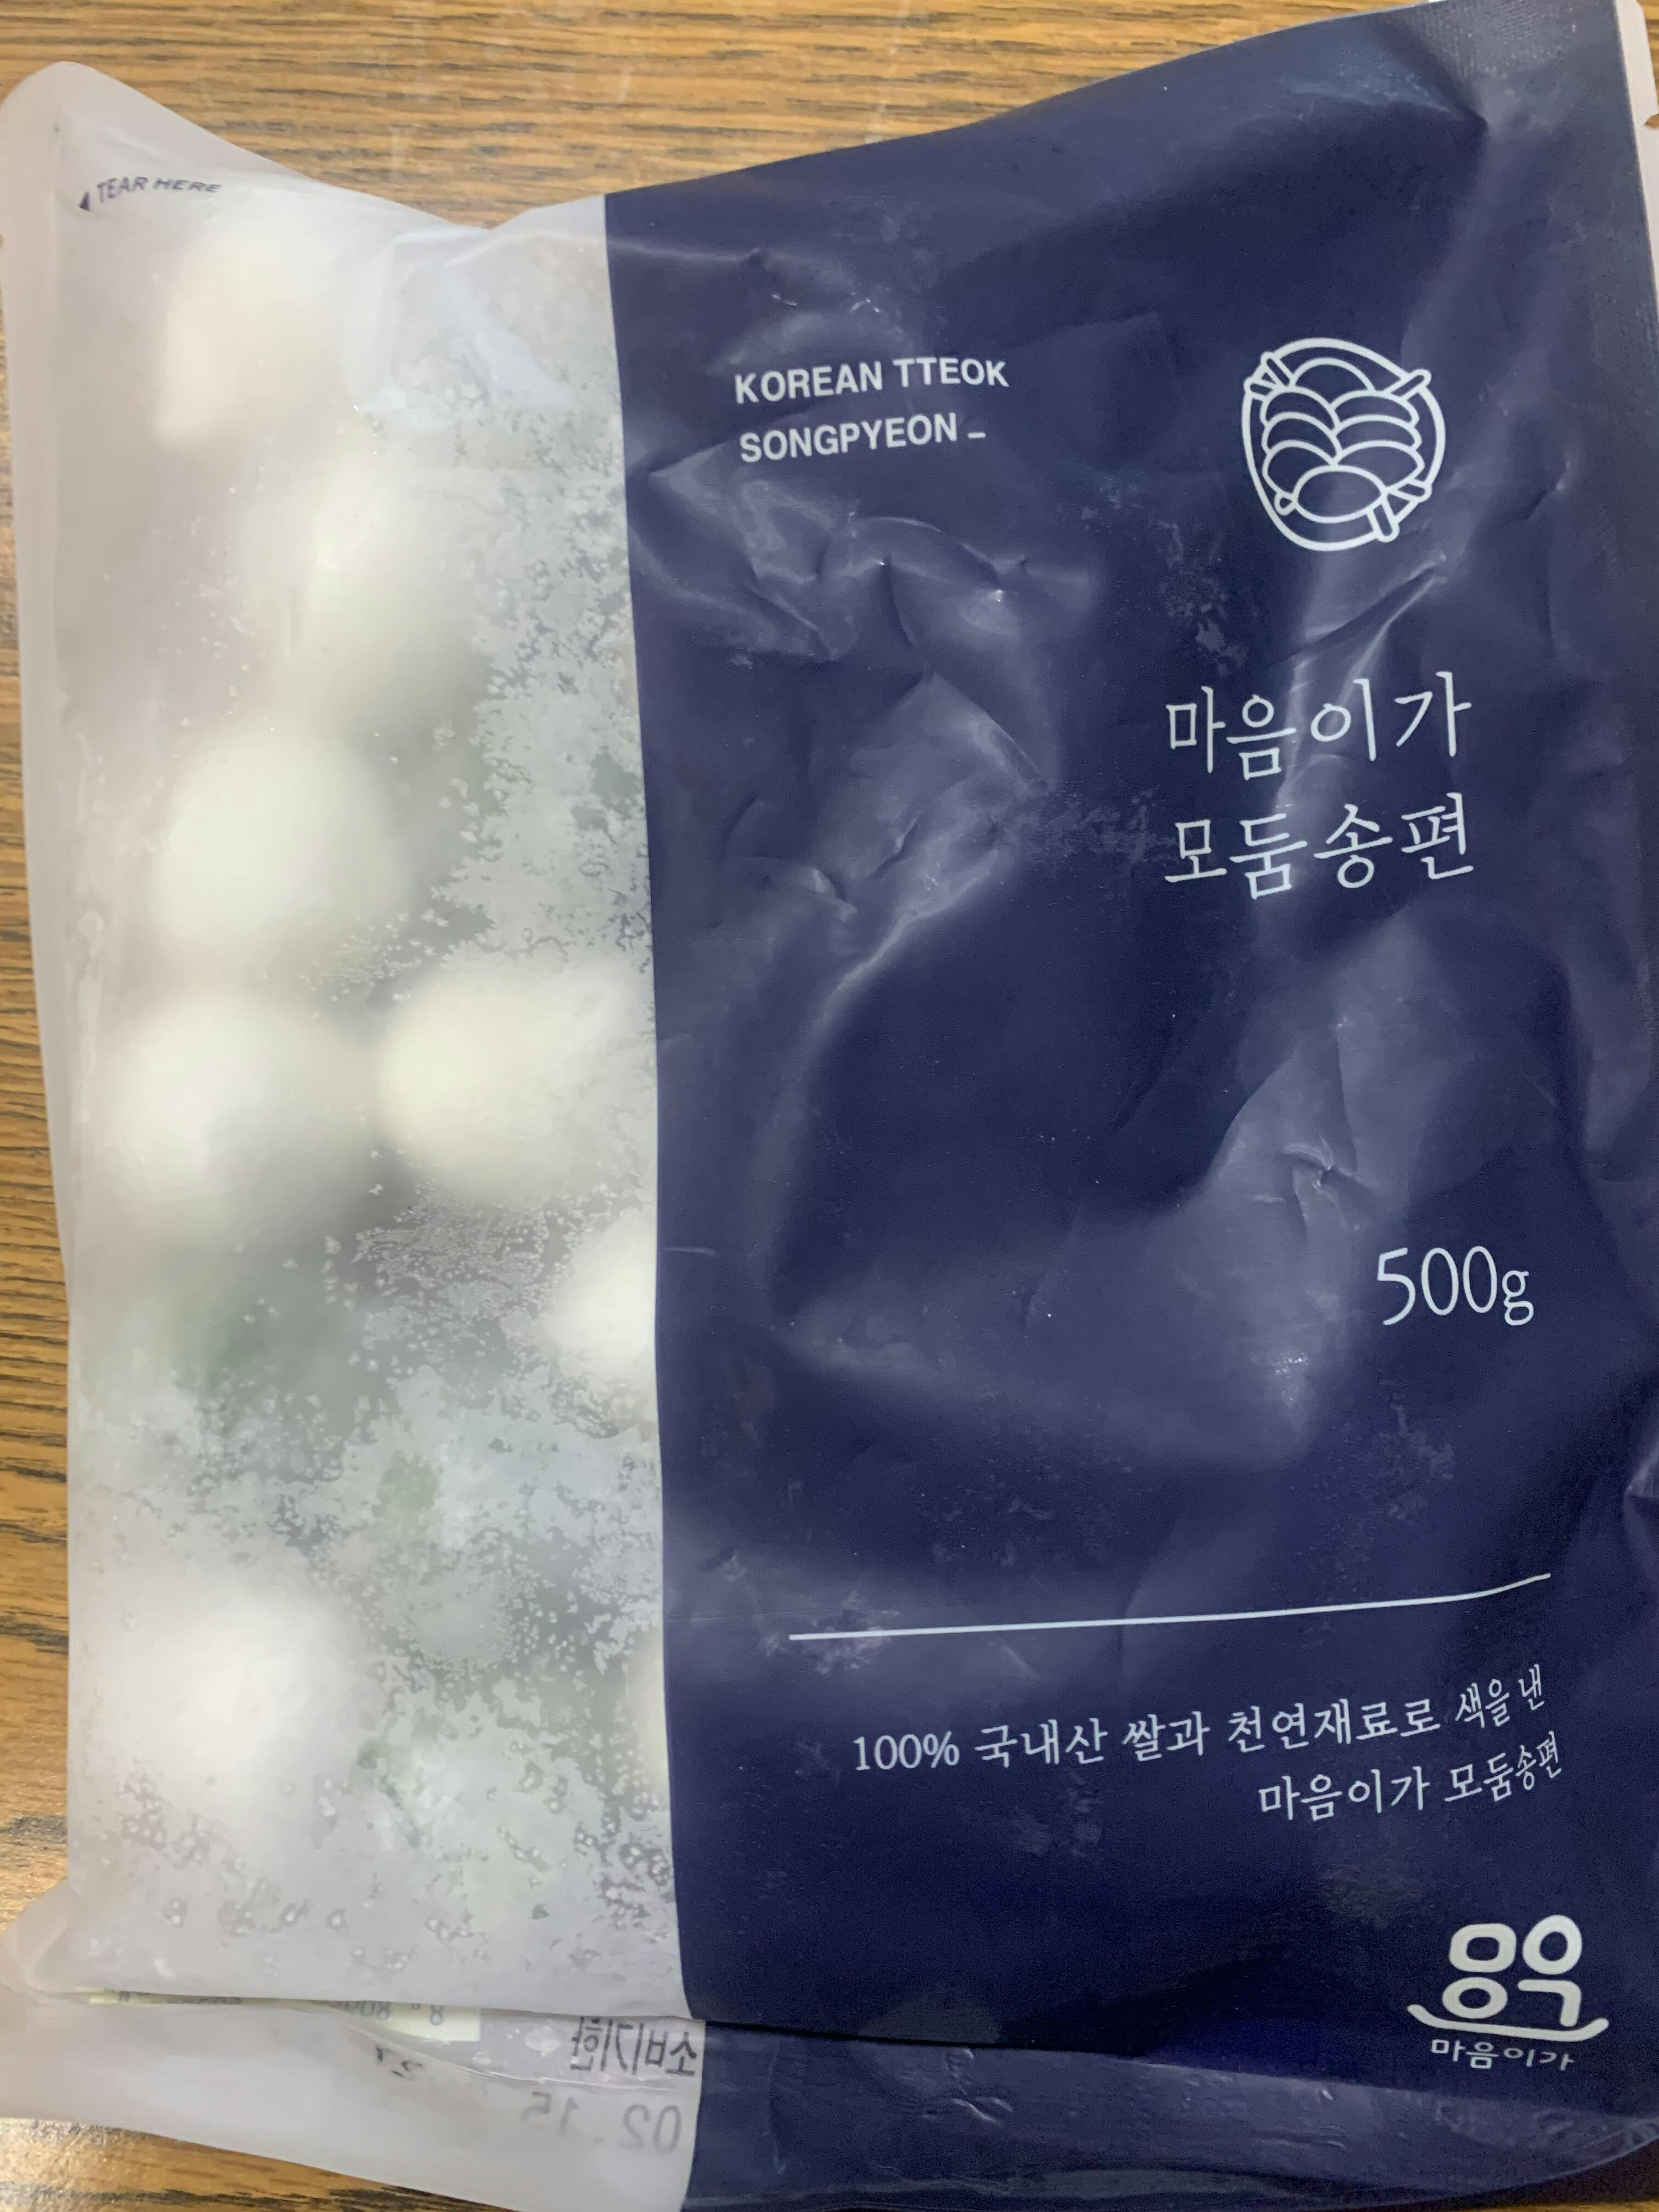 TEAR HERE
KOREAN TTEOK
SONGPYEON –
마음이가
모둠송편
500g
100% 국내산 쌀과 천연재료로 색을 낸
마음이가 모둠송편
마음이가
소비기한
02.15